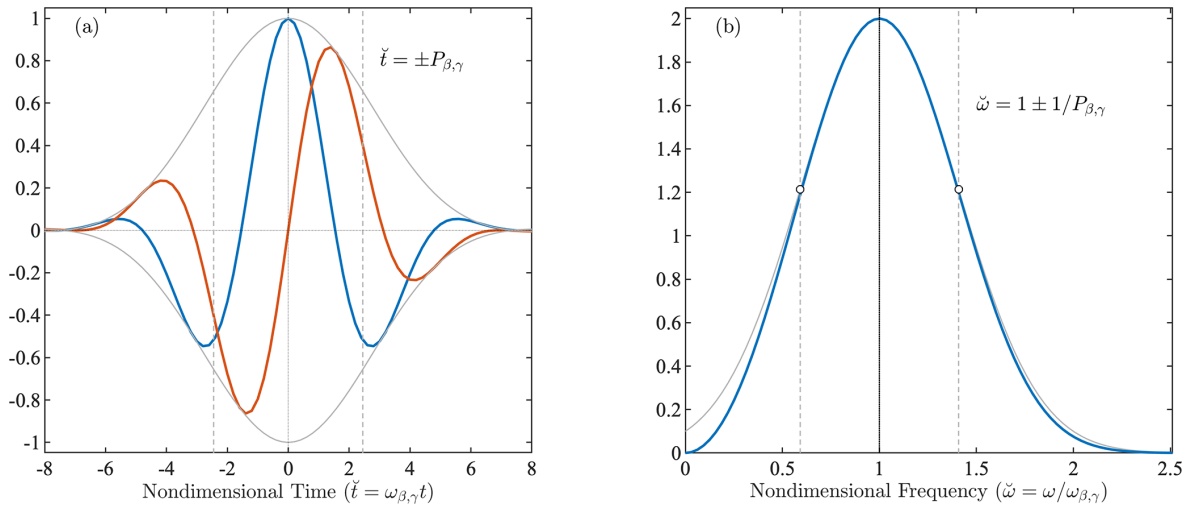 (a)
t̆ = ±P_{β,γ}
1
0.8
0.6
0.4
0.2
0
-0.2
-0.4
-0.6
-0.8
-1
-8 -6 -4 -2 0 2 4 6 8
Nondimensional Time (t̆ = ω_{β,γ}t)
(b)
ω̆ = 1 ± 1/P_{β,γ}
2
1.8
1.6
1.4
1.2
1
0.8
0.6
0.4
0.2
0
0 0.5 1 1.5 2 2.5
Nondimensional Frequency (ω̆ = ω/ω_{β,γ})